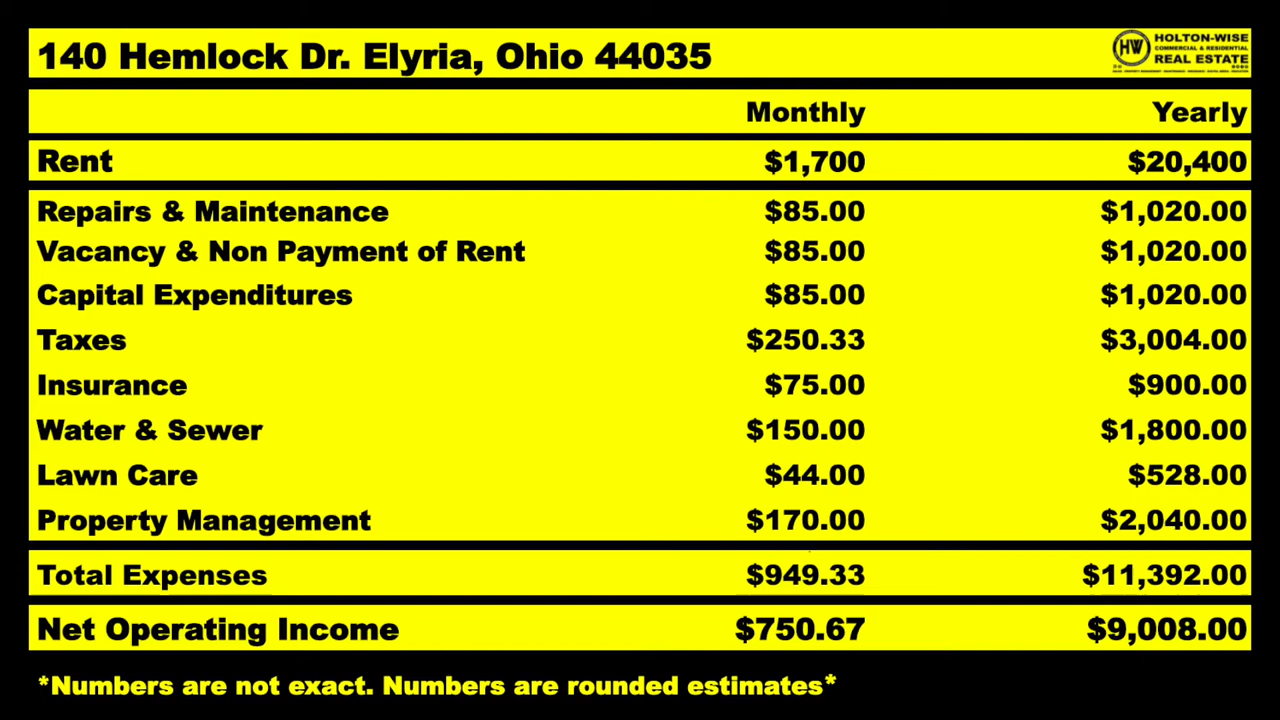 140 Hemlock Dr. Elyria, Ohio 44035
HW
HOLTON-WISE
COMMERCIAL & RESIDENTIAL
REAL ESTATE
Monthly Yearly
Rent $1,700 $20,400
Repairs & Maintenance $85.00 $1,020.00
Vacancy & Non Payment of Rent $85.00 $1,020.00
Capital Expenditures $85.00 $1,020.00
Taxes $250.33 $3,004.00
Insurance $75.00 $900.00
Water & Sewer $150.00 $1,800.00
Lawn Care $44.00 $528.00
Property Management $170.00 $2,040.00
Total Expenses $949.33 $11,392.00
Net Operating Income $750.67 $9,008.00
*Numbers are not exact. Numbers are rounded estimates*